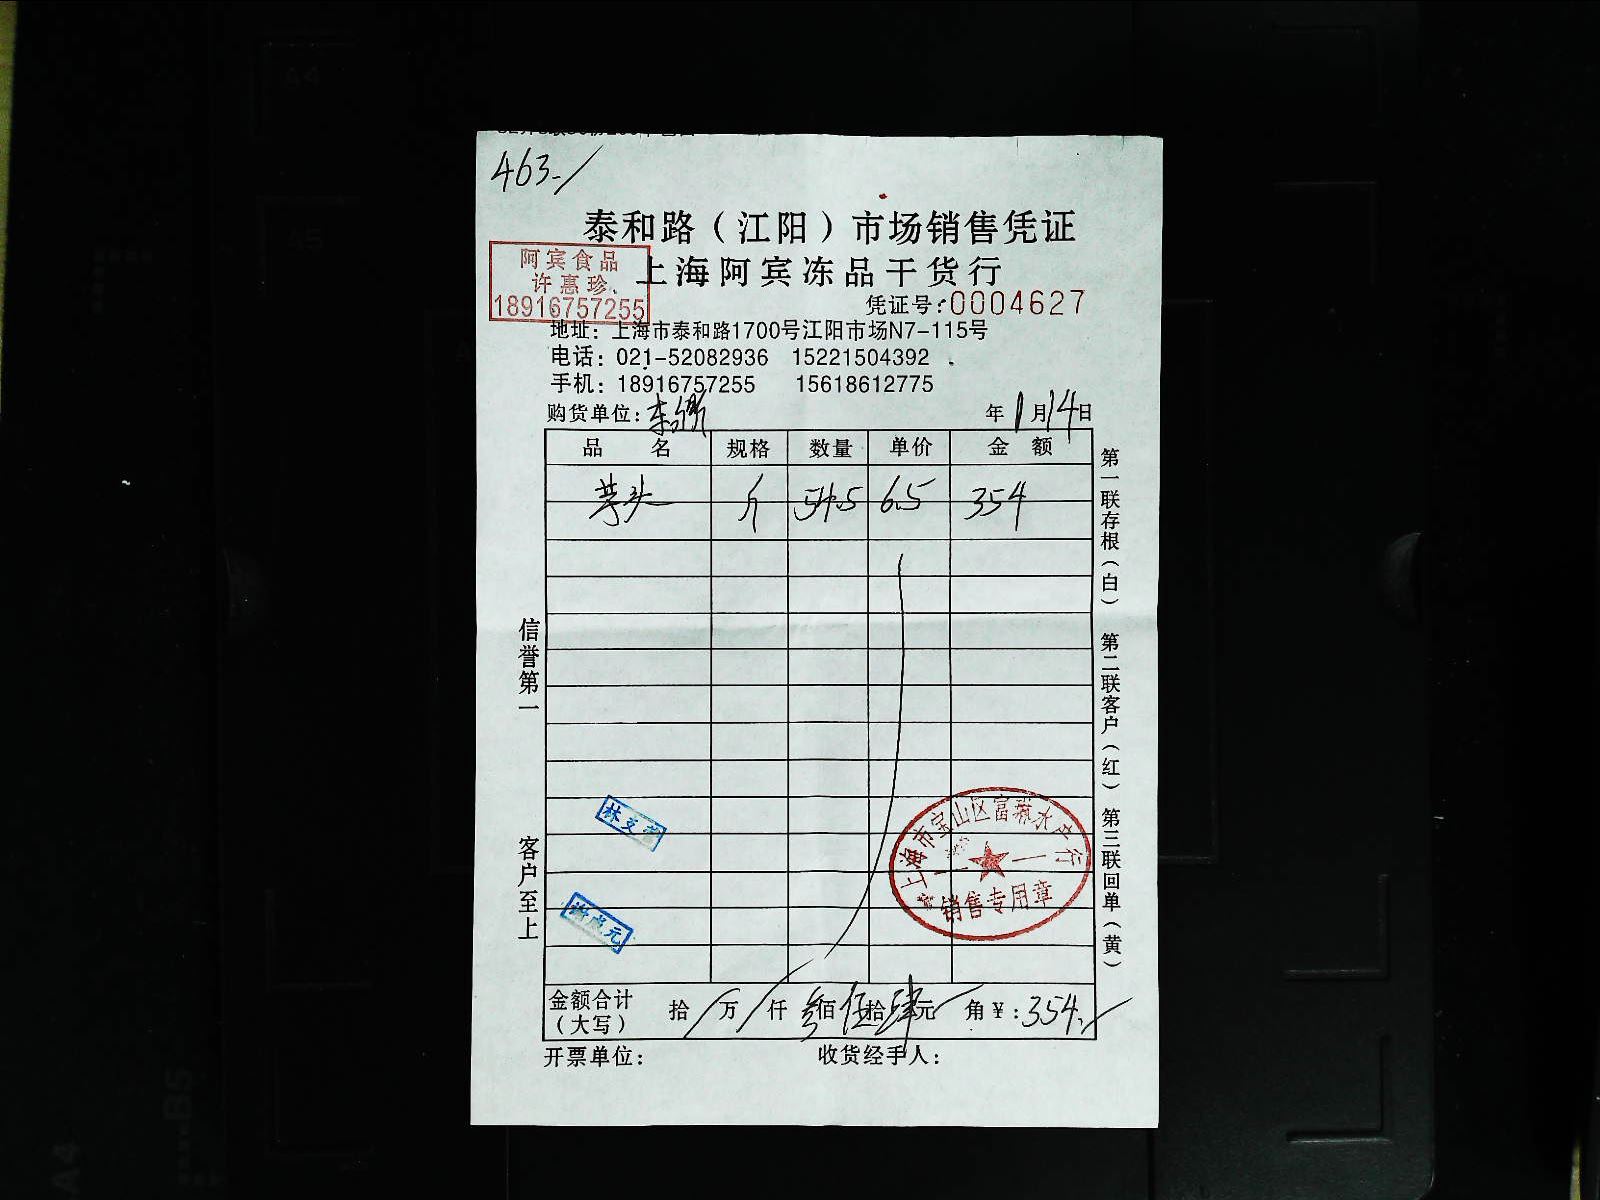 463.-/
泰和路（江阳）市场销售凭证
阿宾食品
许惠珍
18916757255
上海阿宾冻品干货行
凭证号:0004627
地址：上海市泰和路1700号江阳市场N7-115号
电话：021-52082936 15221504392
手机：18916757255 15618612775
购货单位:
年1月14日
品名 规格 数量 单价 金额
芋头 斤 54.5 6.5 354
第一联存根（白） 第二联客户（红） 第三联回单（黄）
信誉第一
客户至上
上海市宝山区富 水产行
销售专用章
金额合计（大写） 拾/万/仟叁佰伍拾肆元 角￥:354.-
开票单位: 收货经手人: